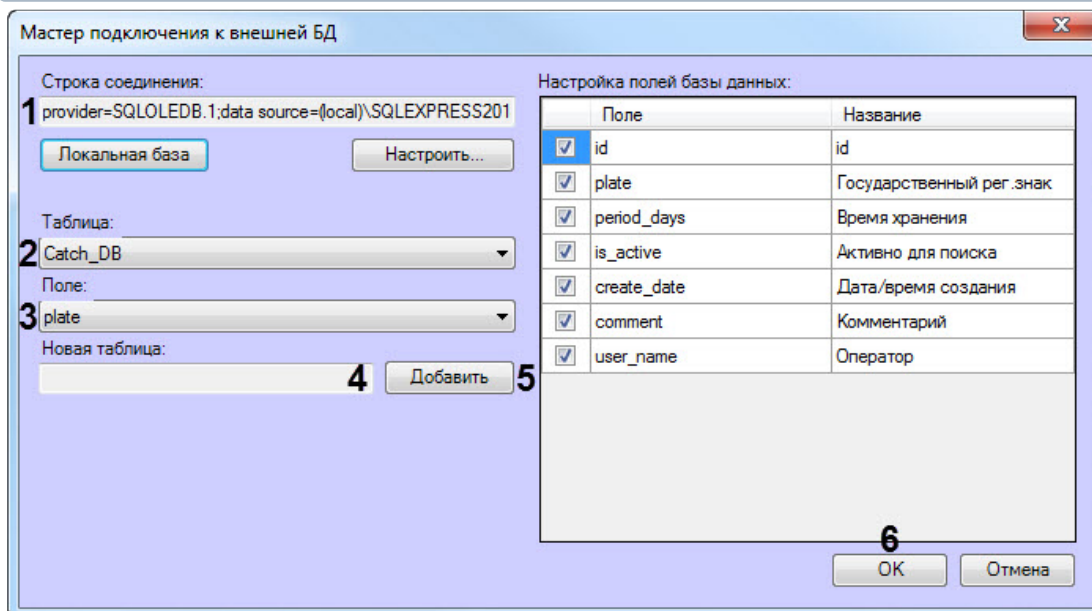 Мастер подключения к внешней БД
Строка соединения:
1 provider=SQLOLEDB.1;data source=(local)\SQLEXPRESS201
Локальная база Настроить...
Таблица:
2 Catch_DB
Поле:
3 plate
Новая таблица:
4 Добавить 5
Настройка полей базы данных:
Поле Название
id id
plate Государственный рег.знак
period_days Время хранения
is_active Активно для поиска
create_date Дата/время создания
comment Комментарий
user_name Оператор
6
OK Отмена